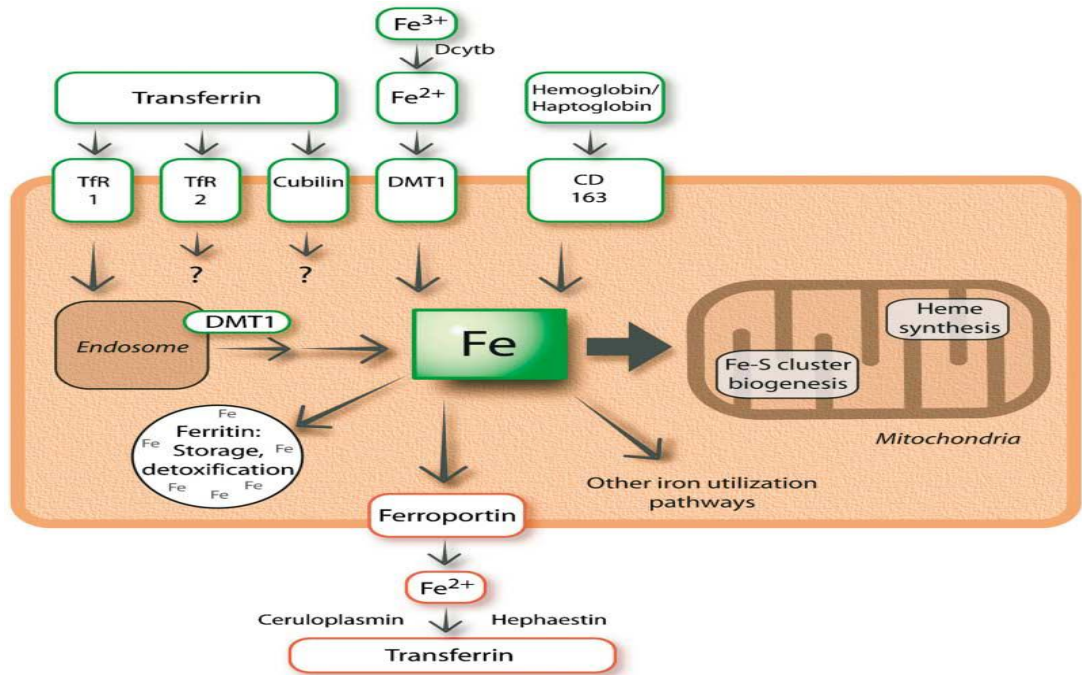 Fe3+
Dcytb
Transferrin
Fe2+
Hemoglobin/
Haptoglobin
TfR
1
TfR
2
Cubilin
DMT1
CD
163
?
?
DMT1
Endosome
Fe
Heme
synthesis
Fe-S cluster
biogenesis
Mitochondria
Fe
Ferritin:
Fe
Storage,
Fe
detoxification
Fe
Fe
Fe
Other iron utilization
pathways
Ferroportin
Fe2+
Ceruloplasmin
Hephaestin
Transferrin